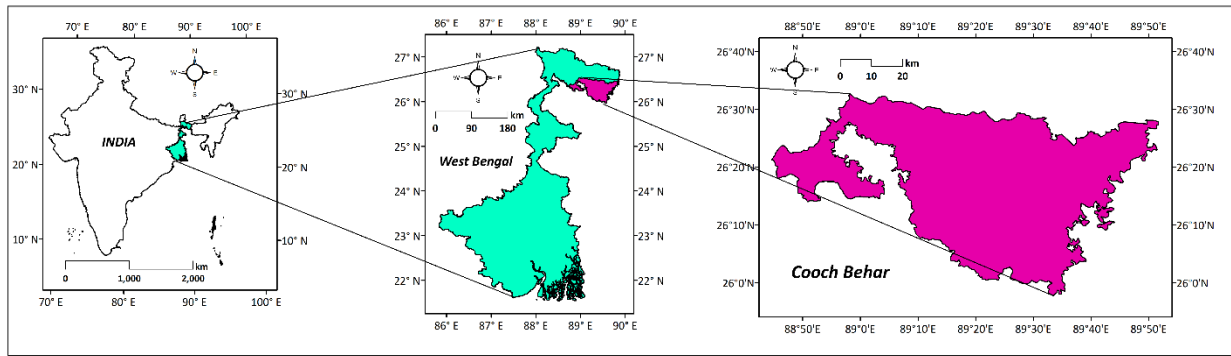 70° E 80° E 90° E 100° E
N
W E
S
30° N 30° N
INDIA
20° N 20° N
10° N 10° N
km
0 1,000 2,000
70° E 80° E 90° E 100° E
86° E 87° E 88° E 89° E 90° E
27° N 27° N
N
W E
S
26° N 26° N
km
0 90 180
25° N 25° N
West Bengal
24° N 24° N
23° N 23° N
22° N 22° N
86° E 87° E 88° E 89° E 90° E
88°50'E 89°0'E 89°10'E 89°20'E 89°30'E 89°40'E 89°50'E
26°40'N 26°40'N
N
W E
S
km
0 10 20
26°30'N 26°30'N
26°20'N 26°20'N
26°10'N 26°10'N
Cooch Behar
26°0'N 26°0'N
88°50'E 89°0'E 89°10'E 89°20'E 89°30'E 89°40'E 89°50'E